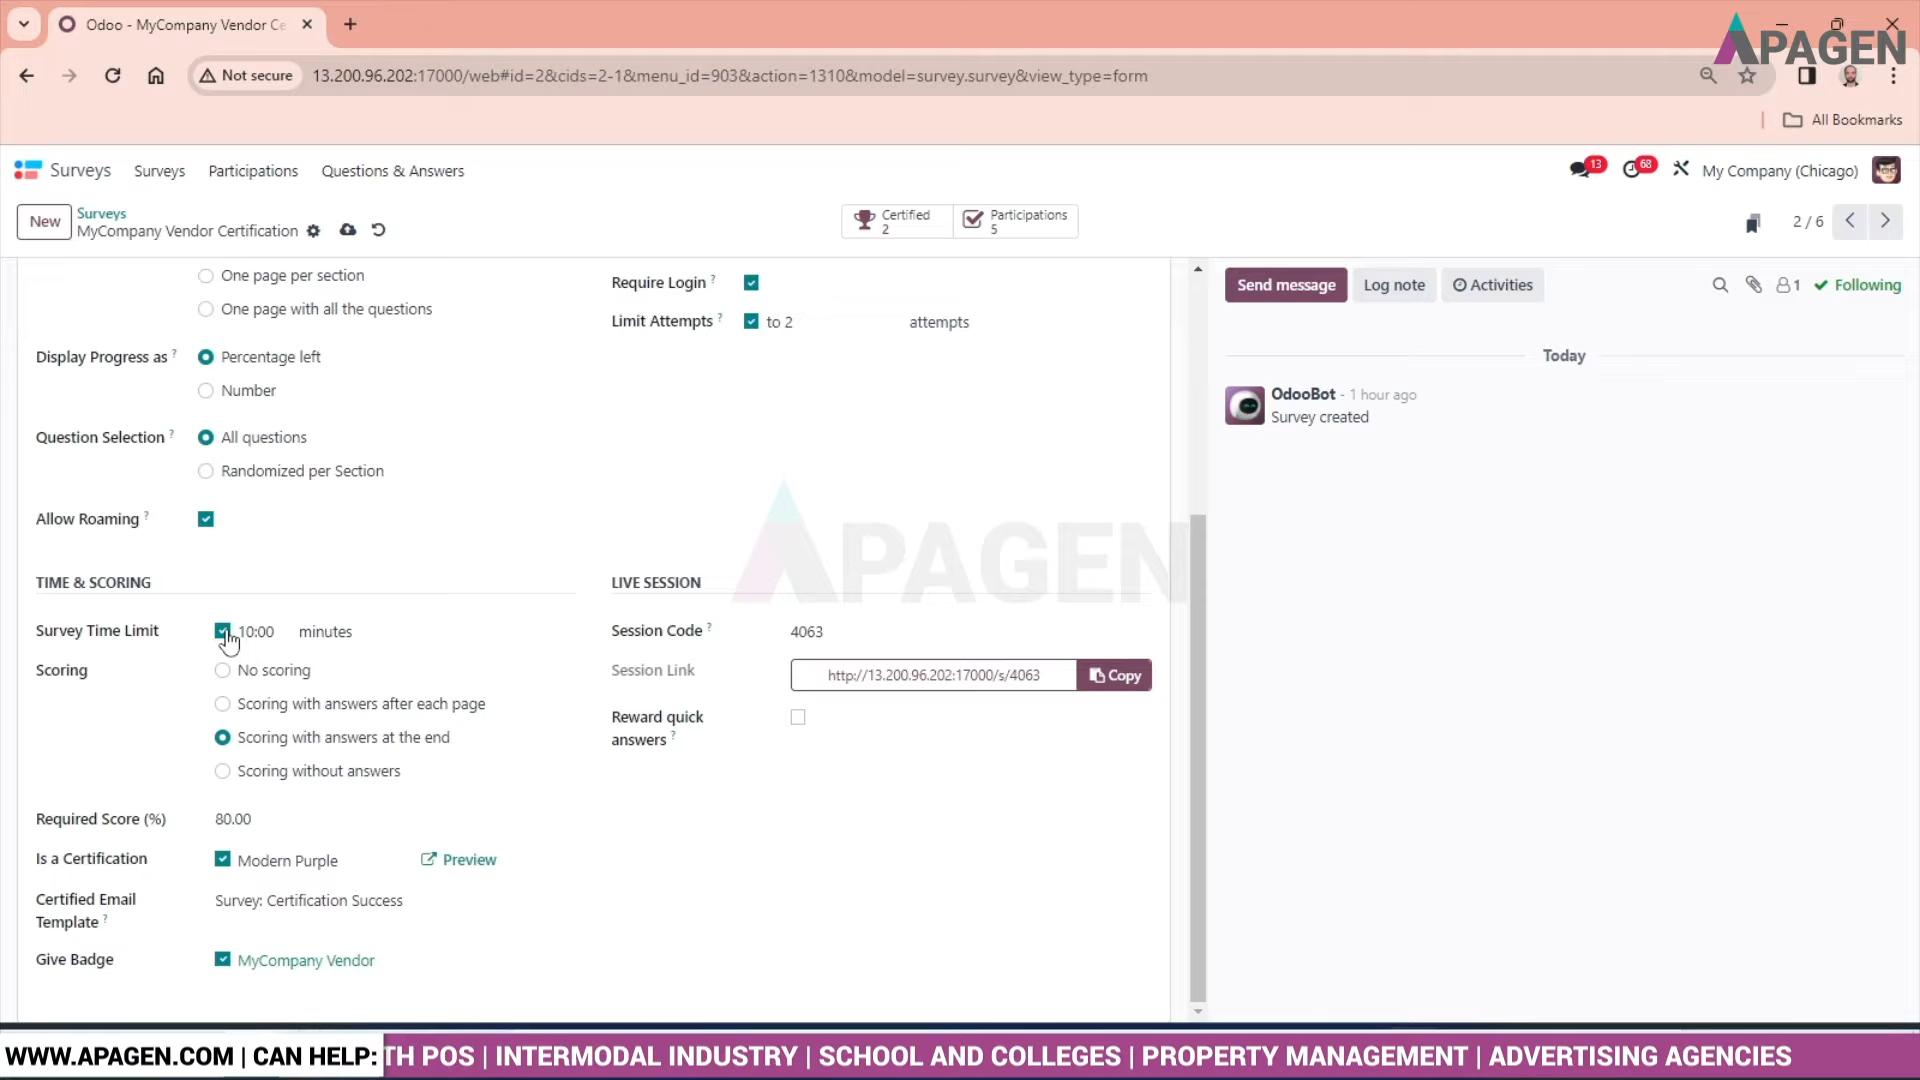 Odoo - MyCompany Vendor Ce
APAGEN
Not secure
13.200.96.202:17000/web#id=2&cids=2-1&menu_id=903&action=1310&model=survey.survey&view_type=form
All Bookmarks
Surveys Surveys Participations Questions & Answers
13 68 My Company (Chicago)
New
Surveys
MyCompany Vendor Certification
Certified
2
Participations
5
2 / 6
One page per section
One page with all the questions
Display Progress as ? Percentage left
Number
Question Selection ? All questions
Randomized per Section
Allow Roaming ?
Require Login ?
Limit Attempts ? to 2 attempts
TIME & SCORING
Survey Time Limit 10:00 minutes
Scoring No scoring
Scoring with answers after each page
Scoring with answers at the end
Scoring without answers
Required Score (%) 80.00
Is a Certification Modern Purple Preview
Certified Email
Template ?
Survey: Certification Success
Give Badge MyCompany Vendor
LIVE SESSION
Session Code ? 4063
Session Link http://13.200.96.202:17000/s/4063 Copy
Reward quick
answers ?
APAGEN
Send message Log note Activities 1 Following
Today
OdooBot - 1 hour ago
Survey created
WWW.APAGEN.COM | CAN HELP: TH POS | INTERMODAL INDUSTRY | SCHOOL AND COLLEGES | PROPERTY MANAGEMENT | ADVERTISING AGENCIES